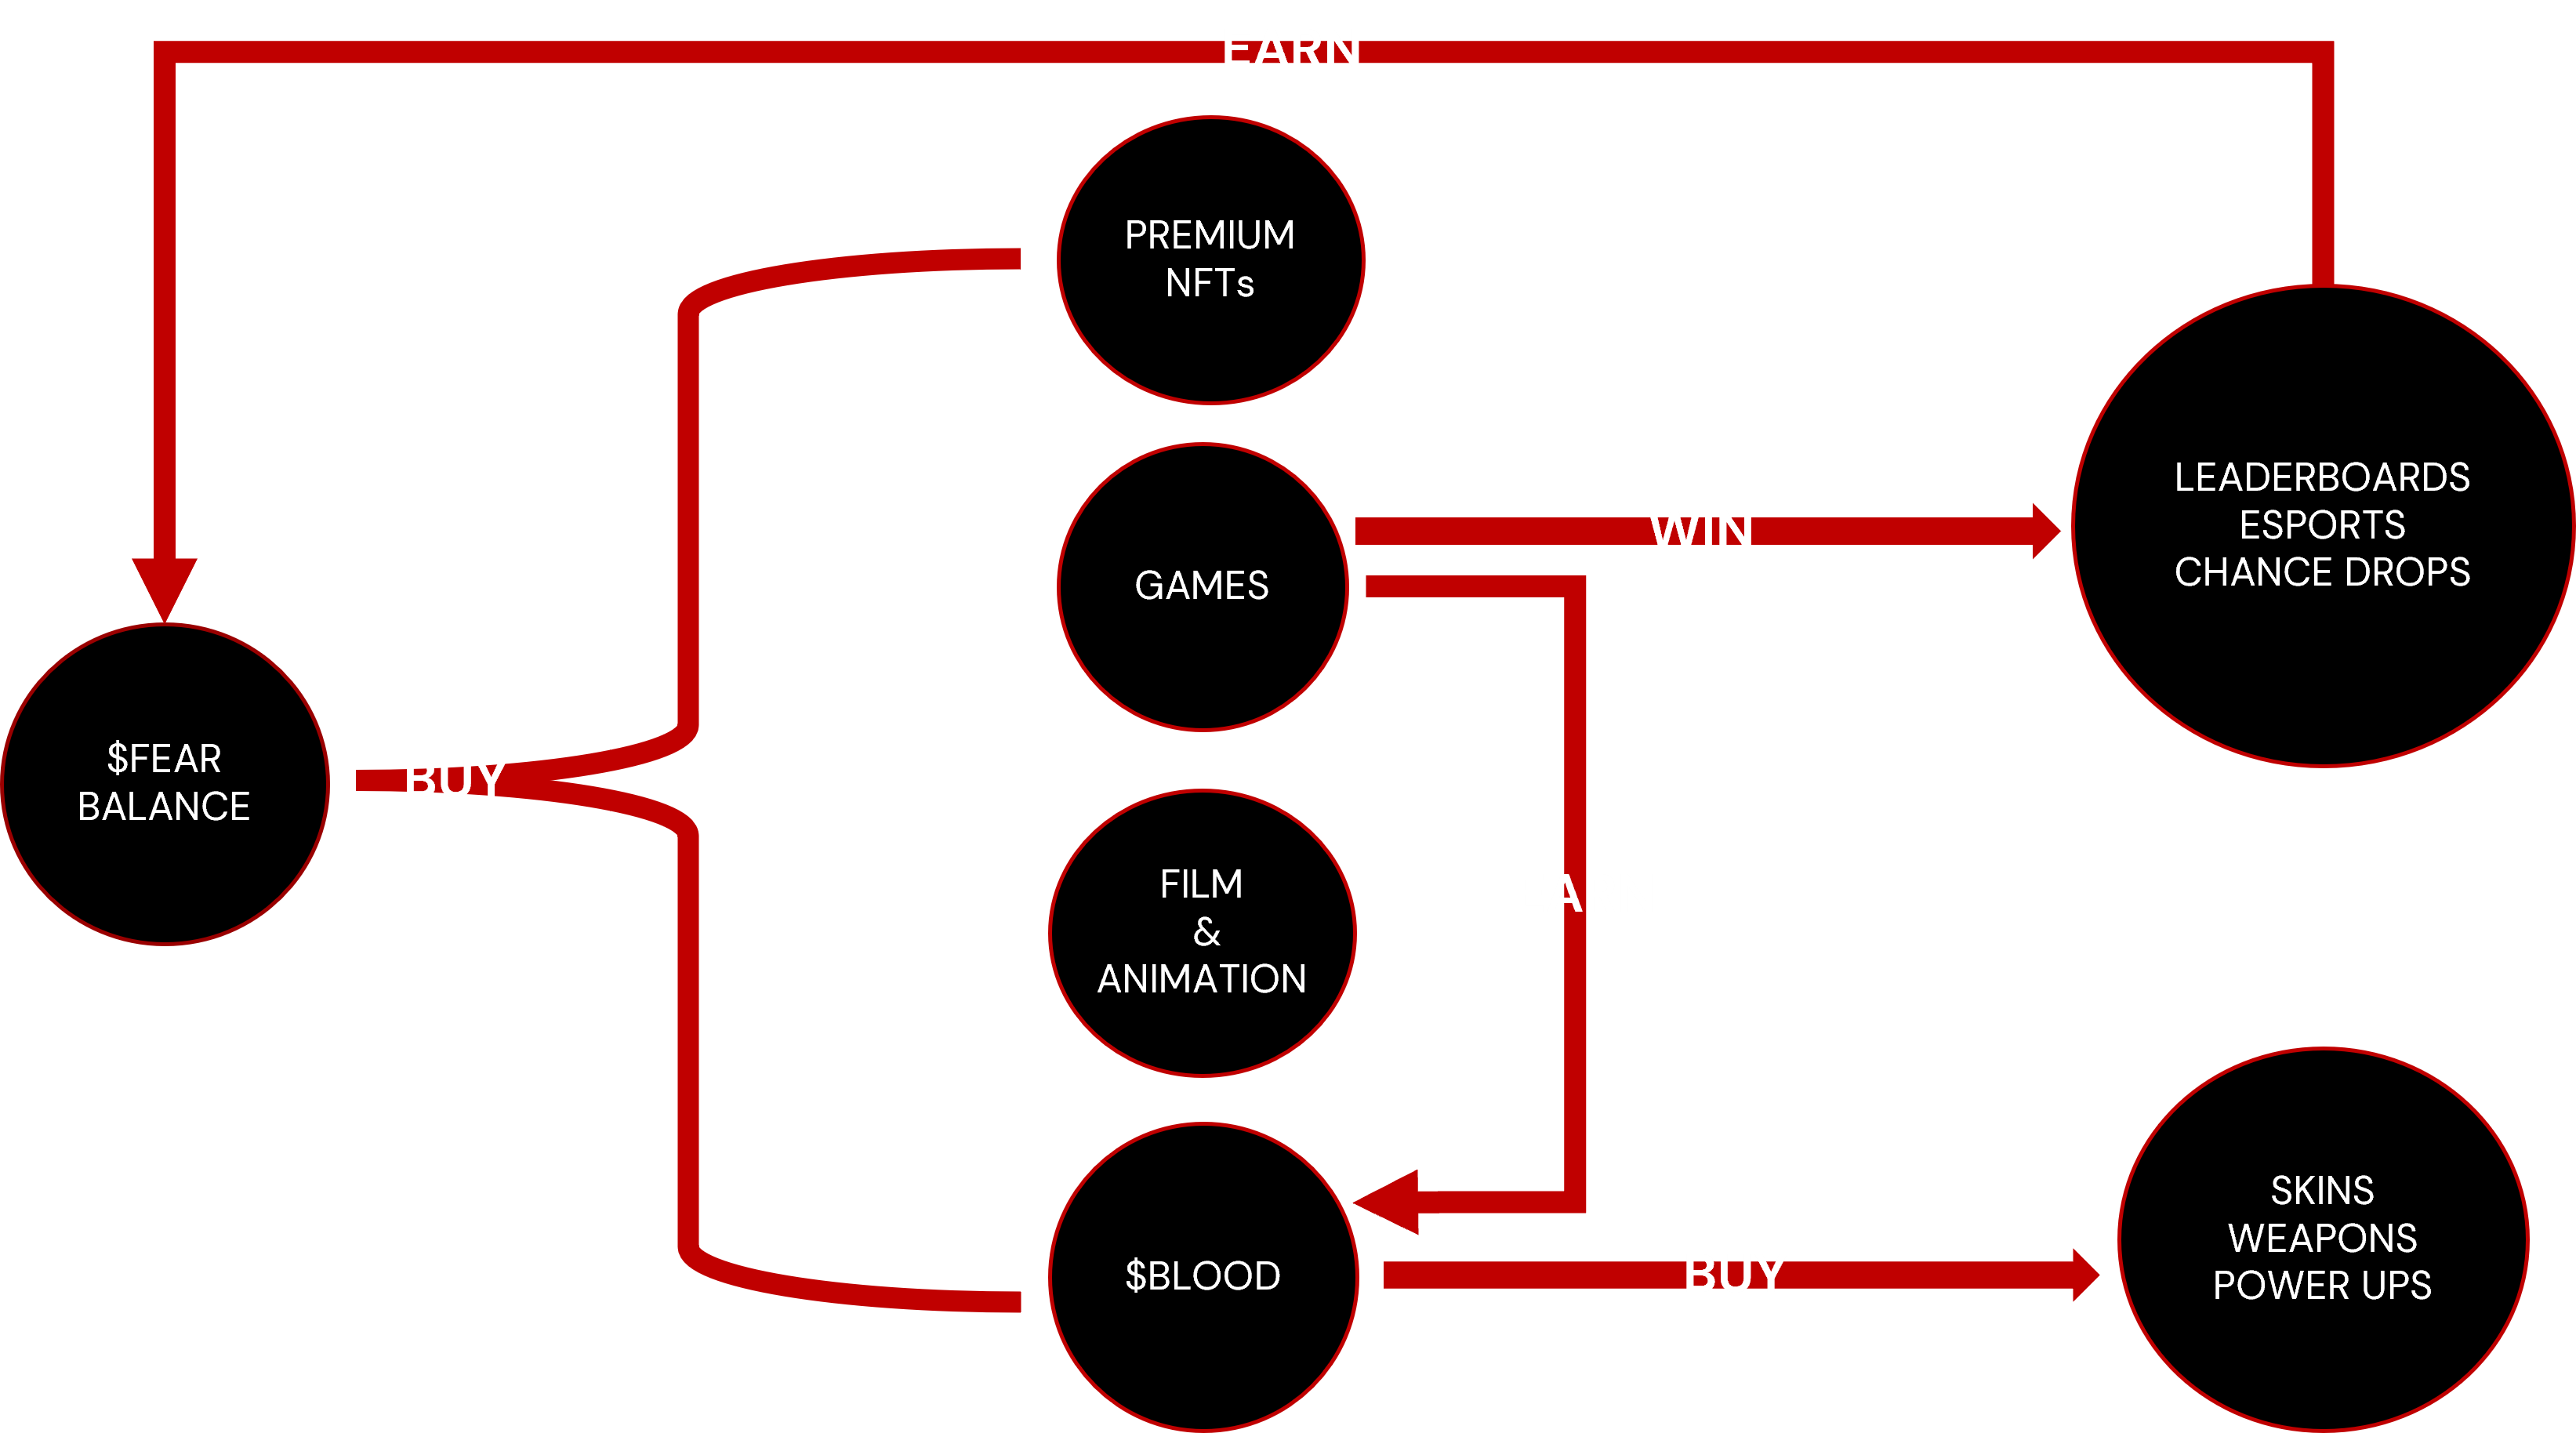 EARN
PREMIUM
NFTs
GAMES
WIN
LEADERBOARDS
ESPORTS
CHANCE DROPS
$FEAR
BALANCE
BUY
FILM
&
ANIMATION
$BLOOD
BUY
SKINS
WEAPONS
POWER UPS